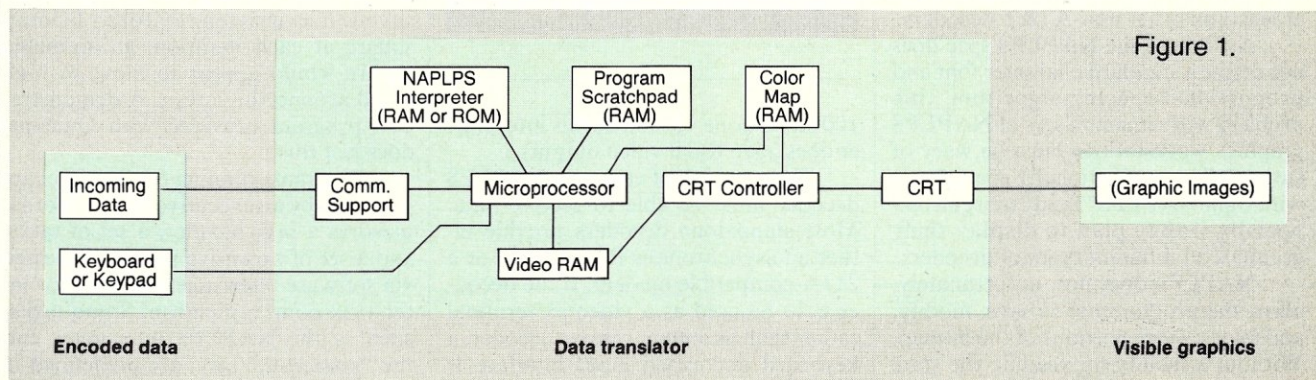 Figure 1.
NAPLPS
Interpreter
(RAM or ROM)
Program
Scratchpad
(RAM)
Color
Map
(RAM)
Incoming
Data
Comm.
Support
Microprocessor
CRT Controller
CRT
(Graphic Images)
Keyboard
or Keypad
Video RAM
Encoded data
Data translator
Visible graphics